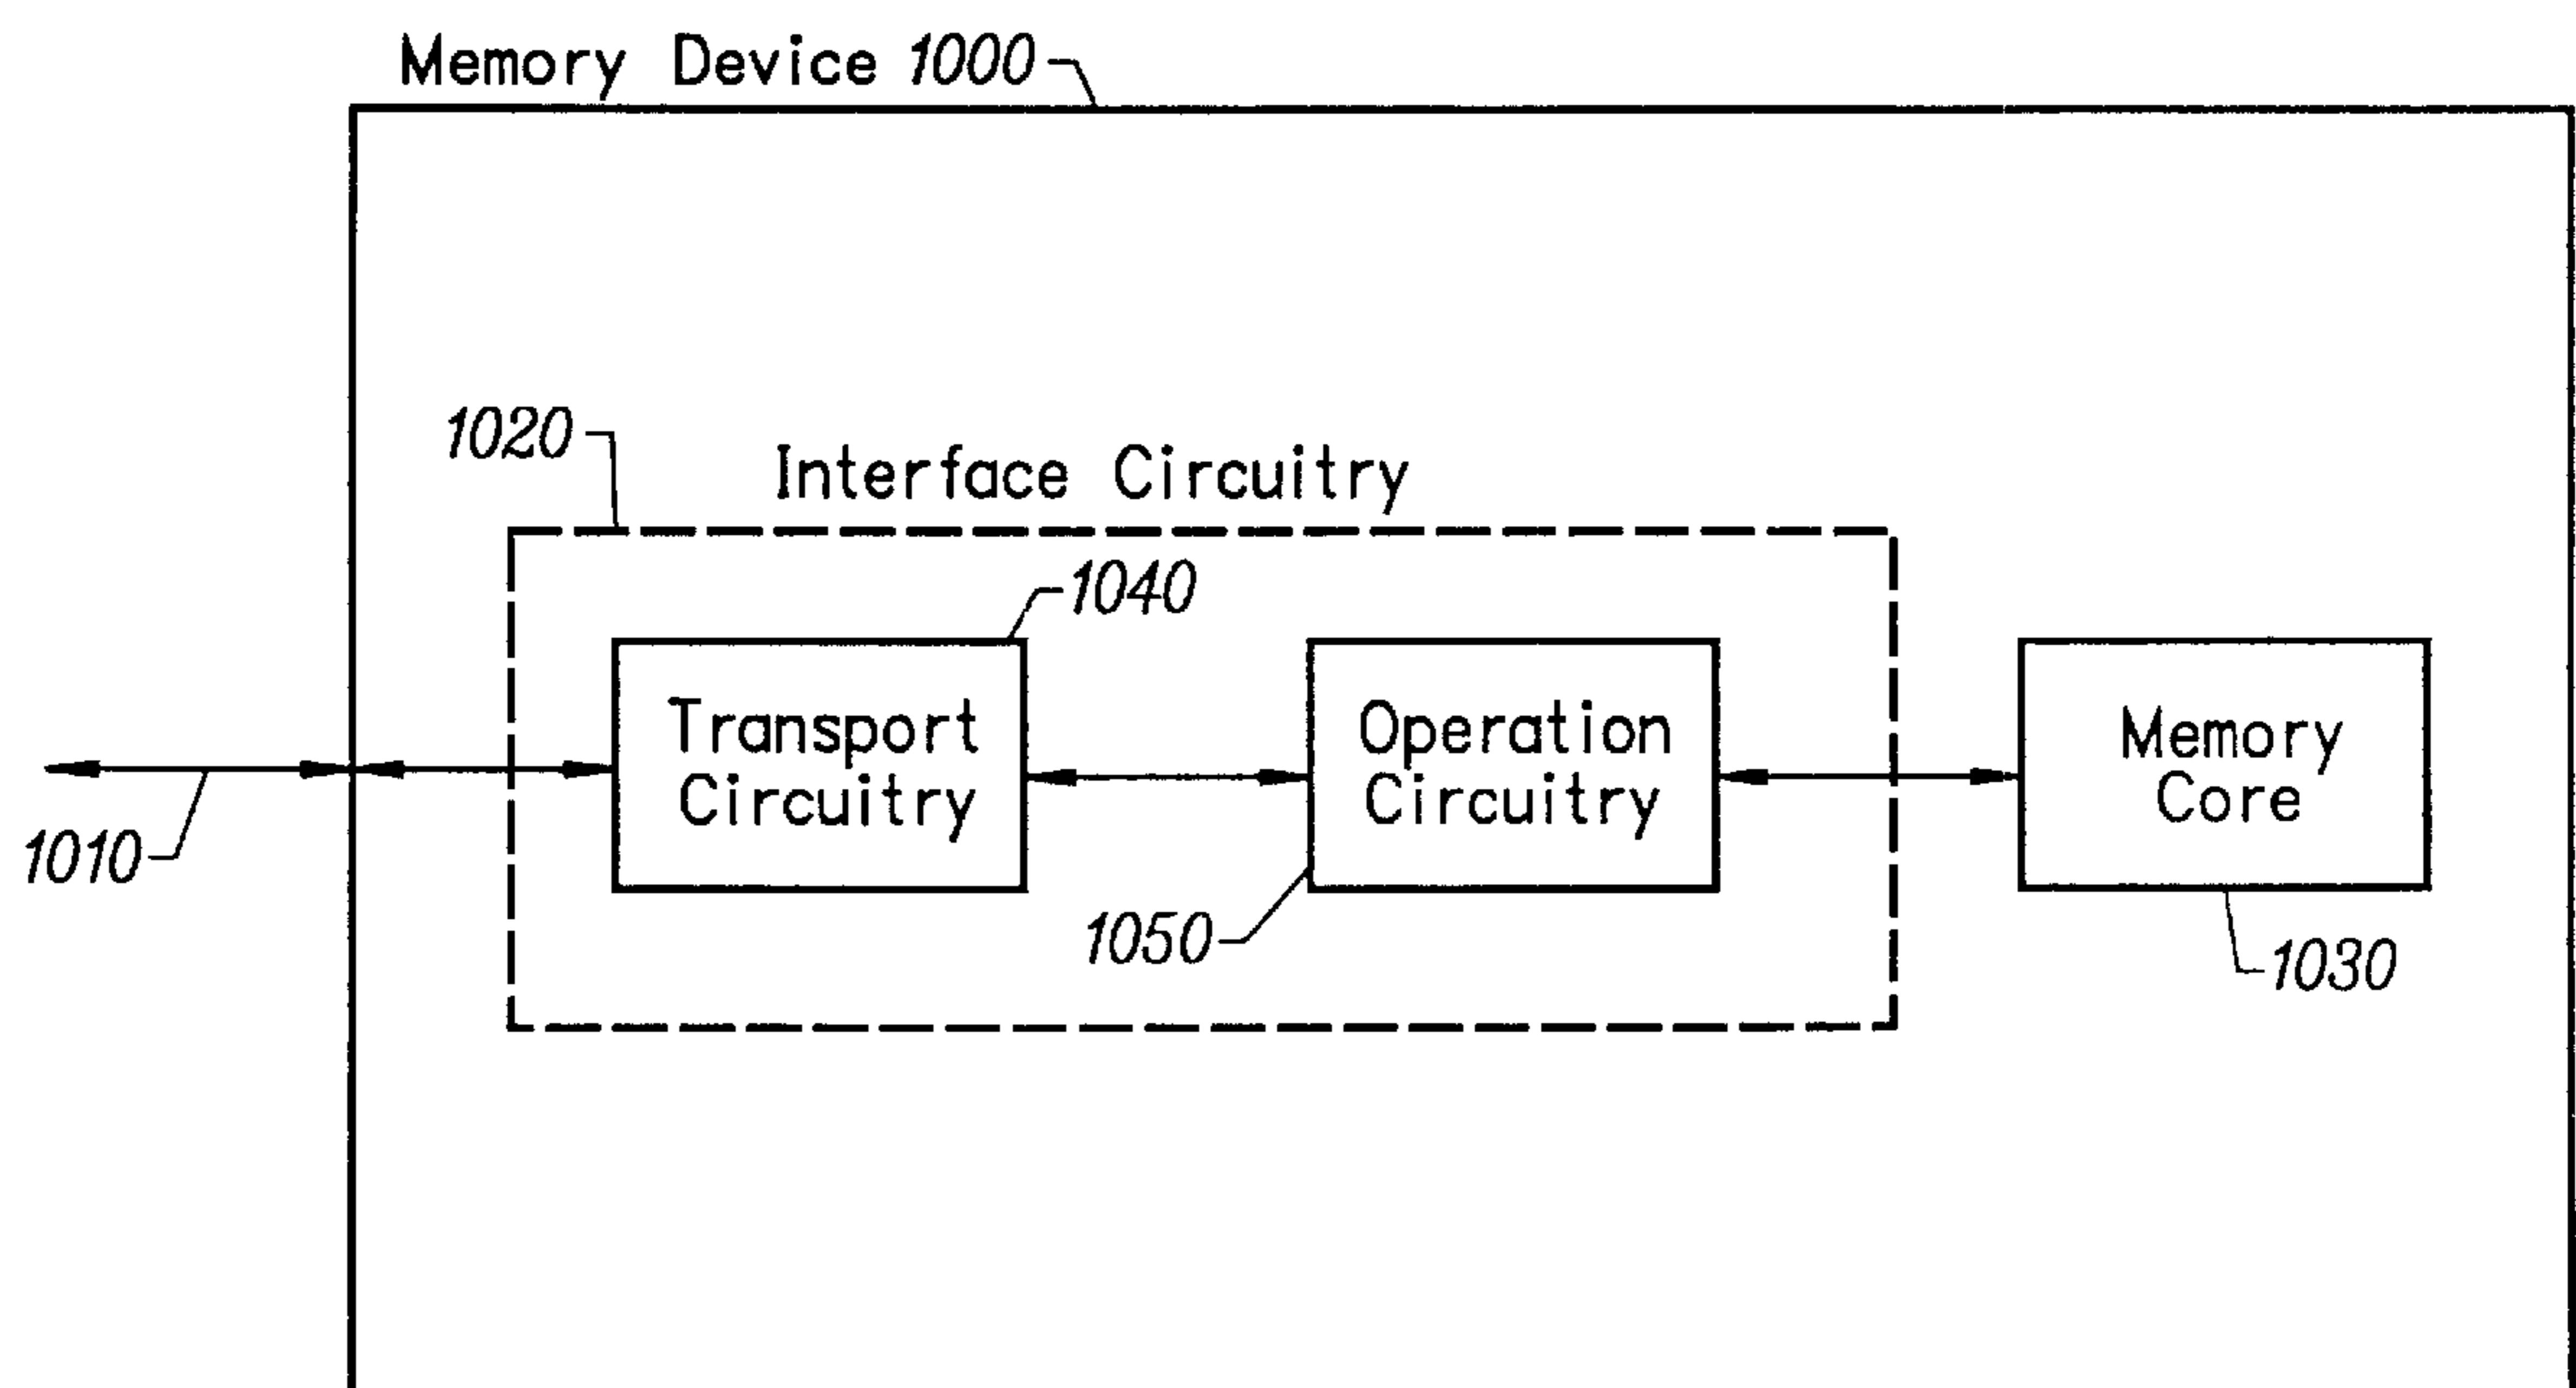 Memory Device 1000
1020
Interface Circuitry
1040
Transport
Circuitry
Operation
Circuitry
Memory
Core
1010
1050
1030